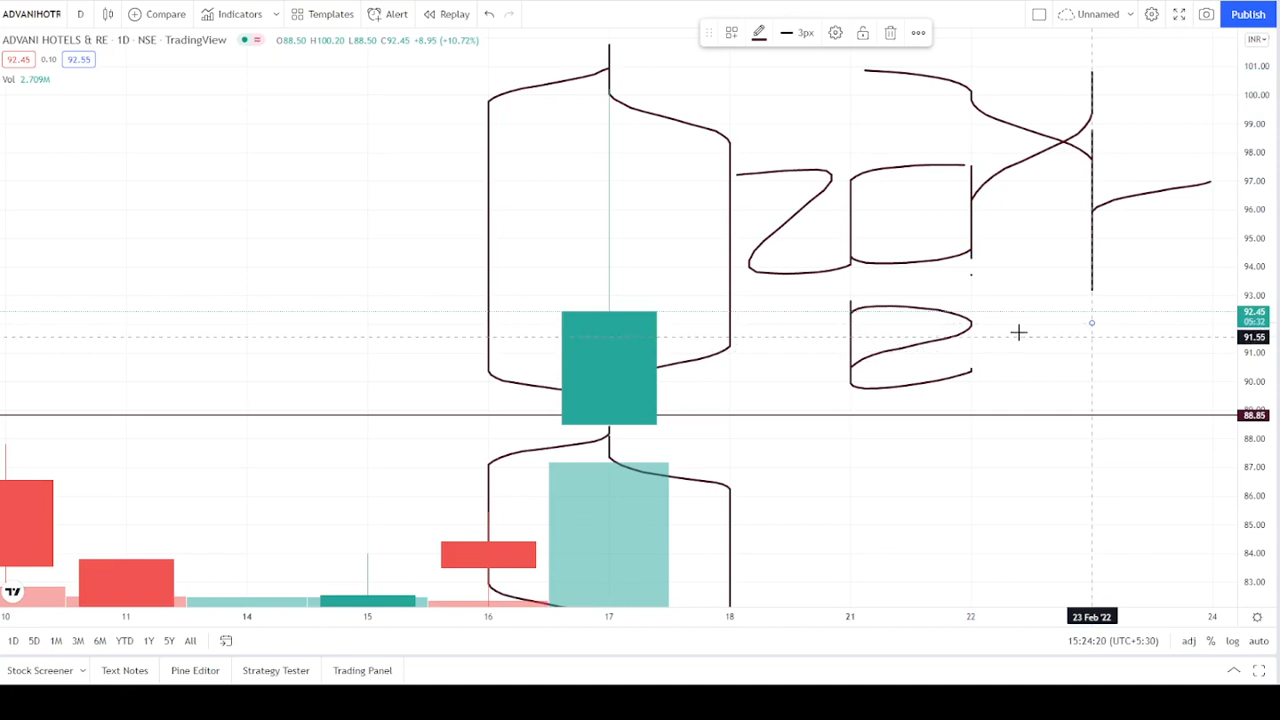 ADVANIHOTR D Compare Indicators Templates Alert Replay Unnamed Publish
3px
ADVANI HOTELS & RE · 1D · NSE · TradingView O88.50 H100.20 L88.50 C92.45 +8.95 (+10.72%) INR
92.45 0.10 92.55
Vol 2.709M
101.00
100.00
99.00
98.00
97.00
96.00
95.00
94.00
93.00
92.45
05:32
91.55
91.00
90.00
88.85
88.00
87.00
86.00
85.00
84.00
83.00
10 11 14 15 16 17 18 21 22 23 Feb '22 24
1D 5D 1M 3M 6M YTD 1Y 5Y All 15:24:20 (UTC+5:30) adj % log auto
Stock Screener Text Notes Pine Editor Strategy Tester Trading Panel